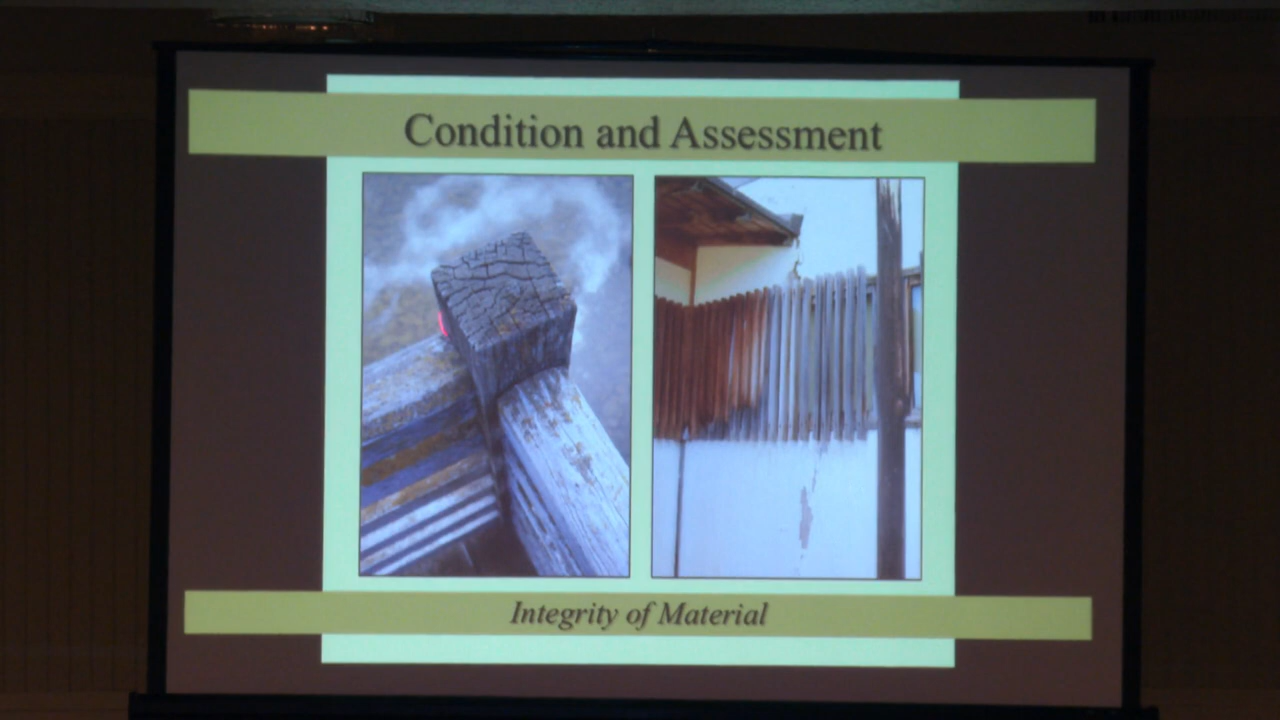 Condition and Assessment
Integrity of Material